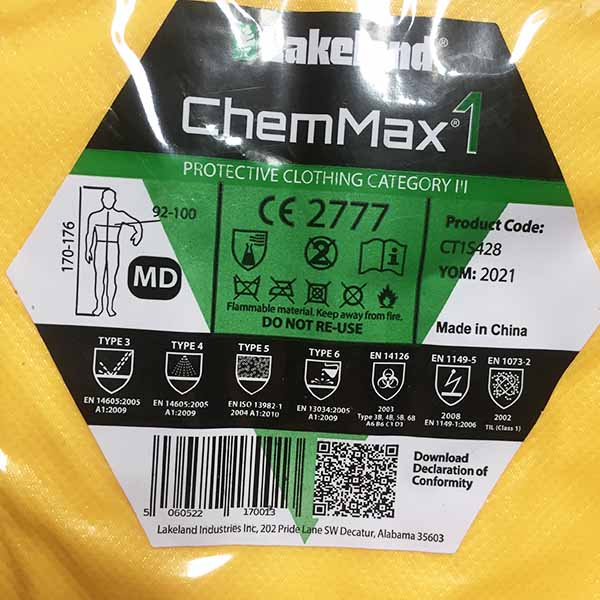 Lakeland®
ChemMax® 1
PROTECTIVE CLOTHING CATEGORY III
170-176
92-100
MD
CE 2777
2
i
Flammable material. Keep away from fire.
DO NOT RE-USE
Product Code:
CT1S428
YOM: 2021
Made in China
TYPE 3
EN 14605:2005
A1:2009
TYPE 4
EN 14605:2005
A1:2009
TYPE 5
EN ISO 13982-1
2004 A1:2010
TYPE 6
EN 13034:2005
A1:2009
EN 14126
2003
Type 3B, 4B, 5B, 6B
EN 1149-5
2008
EN 1149-1:2006
EN 1073-2
2002
TIL (Class 1)
5 060522 170013
Download
Declaration of
Conformity
Lakeland Industries Inc, 202 Pride Lane SW Decatur, Alabama 35603